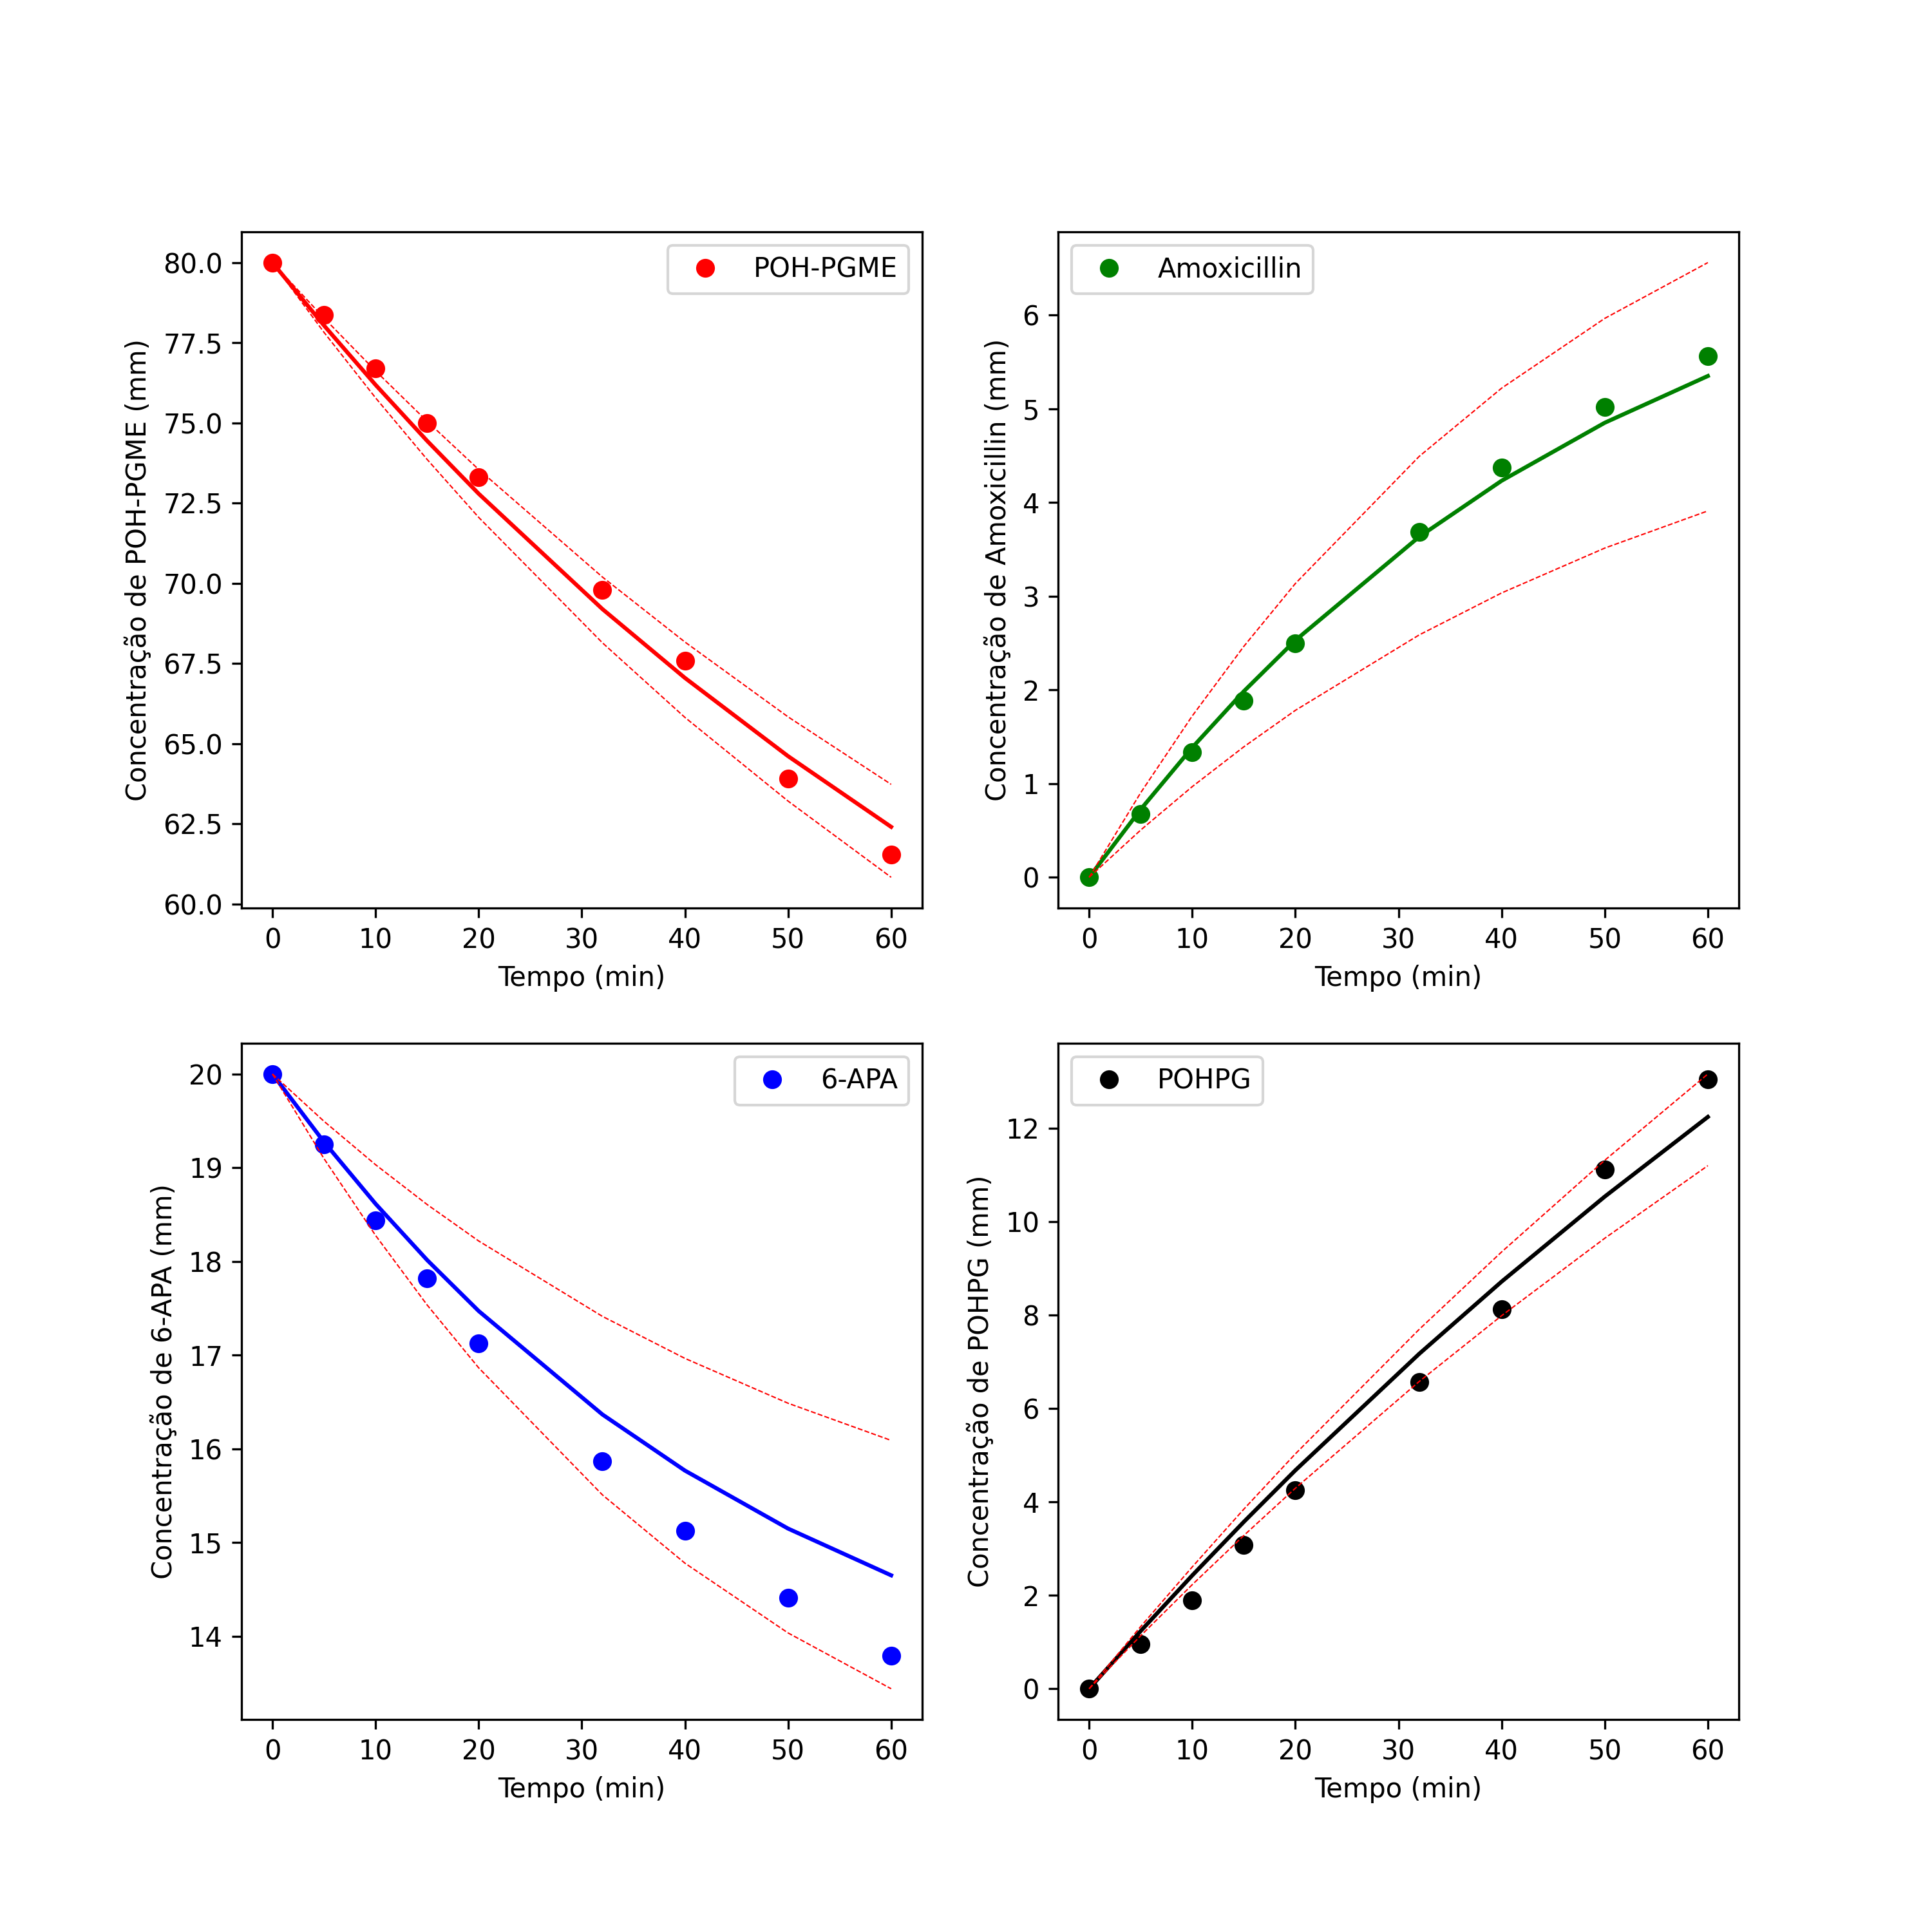 POH-PGME
Concentração de POH-PGME (mm)
80.0
77.5
75.0
72.5
70.0
67.5
65.0
62.5
60.0
0 10 20 30 40 50 60
Tempo (min)
Amoxicillin
Concentração de Amoxicillin (mm)
6
5
4
3
2
1
0
0 10 20 30 40 50 60
Tempo (min)
6-APA
Concentração de 6-APA (mm)
20
19
18
17
16
15
14
0 10 20 30 40 50 60
Tempo (min)
POHPG
Concentração de POHPG (mm)
12
10
8
6
4
2
0
0 10 20 30 40 50 60
Tempo (min)